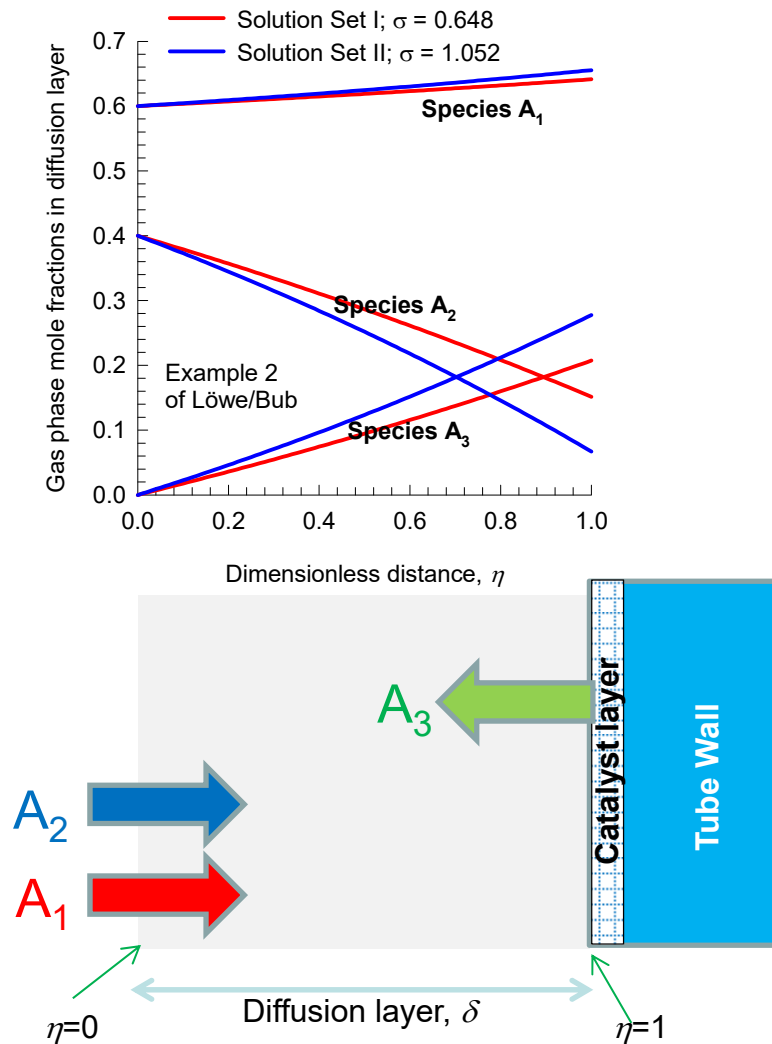 Solution Set I; σ = 0.648
Solution Set II; σ = 1.052
Gas phase mole fractions in diffusion layer
0.7
0.6
0.5
0.4
0.3
0.2
0.1
0.0
Species A₁
Species A₂
Example 2
of Löwe/Bub
Species A₃
0.0 0.2 0.4 0.6 0.8 1.0
Dimensionless distance, η
A₃
A₂
A₁
Catalyst layer
Tube Wall
Diffusion layer, δ
η=0
η=1